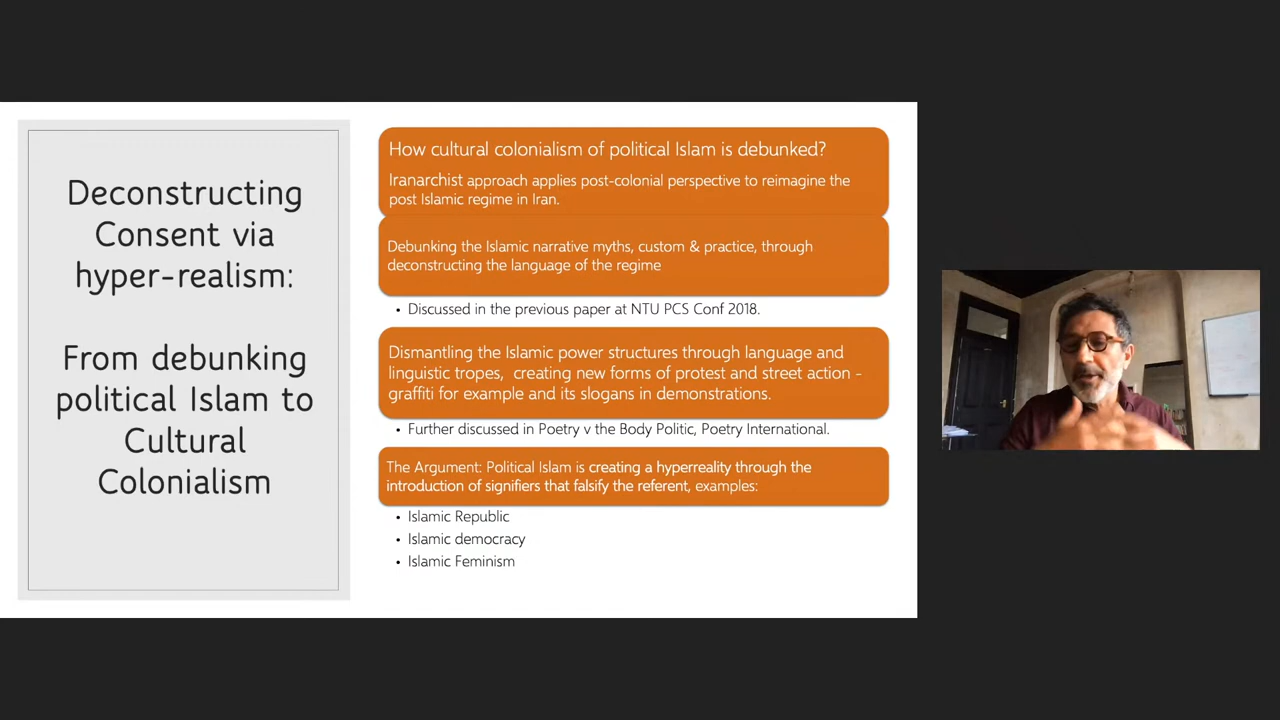 Deconstructing
Consent via
hyper-realism:
From debunking
political Islam to
Cultural
Colonialism
How cultural colonialism of political Islam is debunked?
Iranarchist approach applies post-colonial perspective to reimagine the
post Islamic regime in Iran.
Debunking the Islamic narrative myths, custom & practice, through
deconstructing the language of the regime
• Discussed in the previous paper at NTU PCS Conf 2018.
Dismantling the Islamic power structures through language and
linguistic tropes,  creating new forms of protest and street action -
graffiti for example and its slogans in demonstrations.
• Further discussed in Poetry v the Body Politic, Poetry International.
The Argument: Political Islam is creating a hyperreality through the
introduction of signifiers that falsify the referent, examples:
• Islamic Republic
• Islamic democracy
• Islamic Feminism